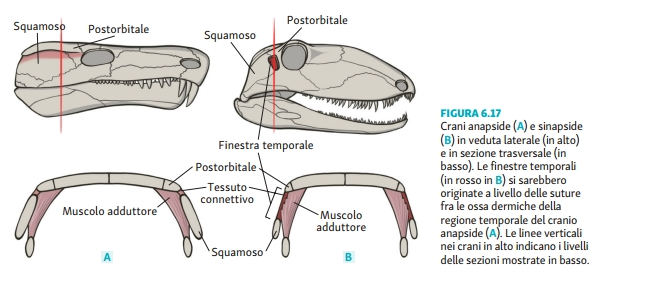 Squamoso
Postorbitale
Squamoso
Postorbitale
Finestra temporale
Postorbitale
Tessuto
connettivo
Muscolo adduttore
Muscolo
adduttore
Squamoso
A
B
FIGURA 6.17
Crani anapside (A) e sinapside
(B) in veduta laterale (in alto)
e in sezione trasversale (in
basso). Le finestre temporali
(in rosso in B) si sarebbero
originate a livello delle suture
fra le ossa dermiche della
regione temporale del cranio
anapside (A). Le linee verticali
nei crani in alto indicano i livelli
delle sezioni mostrate in basso.